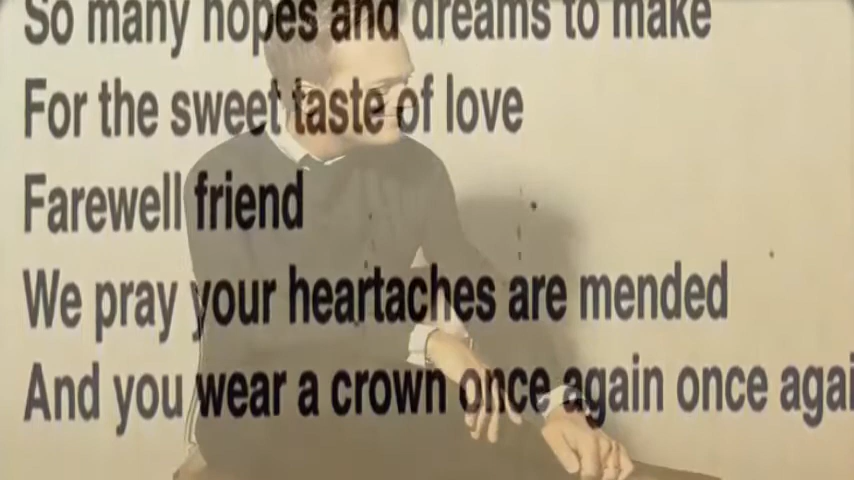 So many hopes and dreams to make
For the sweet taste of love
Farewell friend
We pray your heartaches are mended
And you wear a crown once again once agai